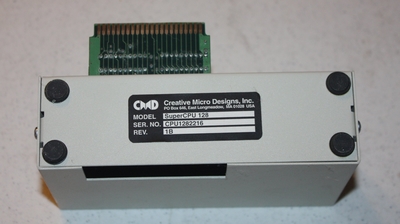 CMD Creative Micro Designs, Inc.
PO Box 646, East Longmeadow, MA 01028 USA
MODEL SuperCPU 128
SER. NO. CPU1282216
REV. 1B